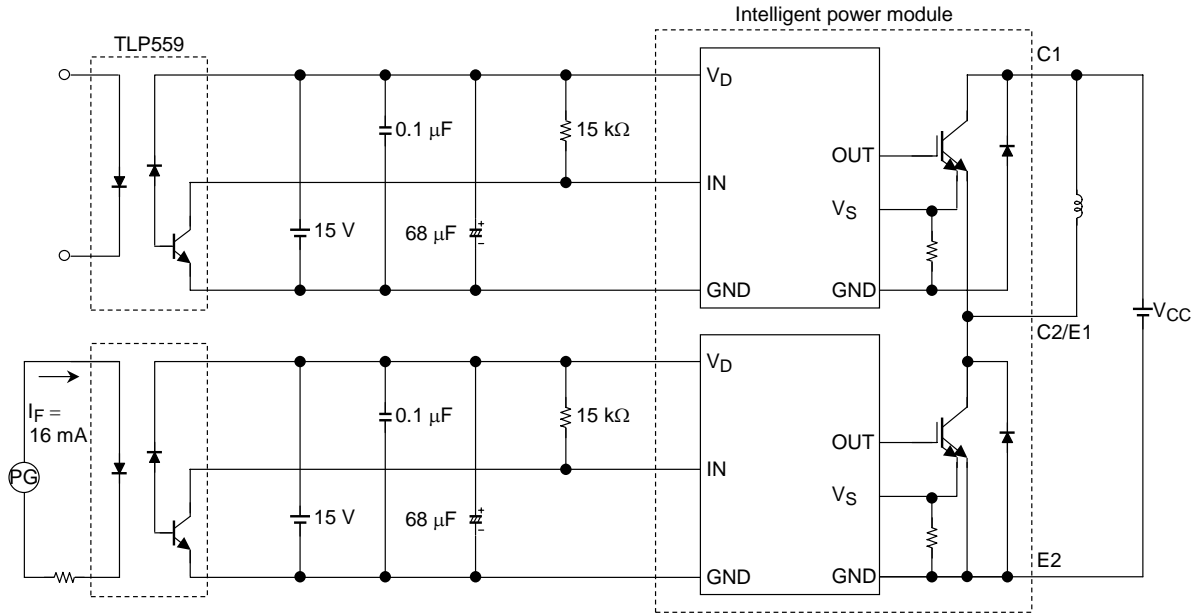 Intelligent power module
TLP559
C1
V_D
0.1 μF
15 kΩ
OUT
IN
V_S
15 V
68 μF
+
−
GND
GND
V_CC
C2/E1
V_D
I_F =
16 mA
0.1 μF
15 kΩ
OUT
PG
IN
V_S
15 V
68 μF
+
−
E2
GND
GND